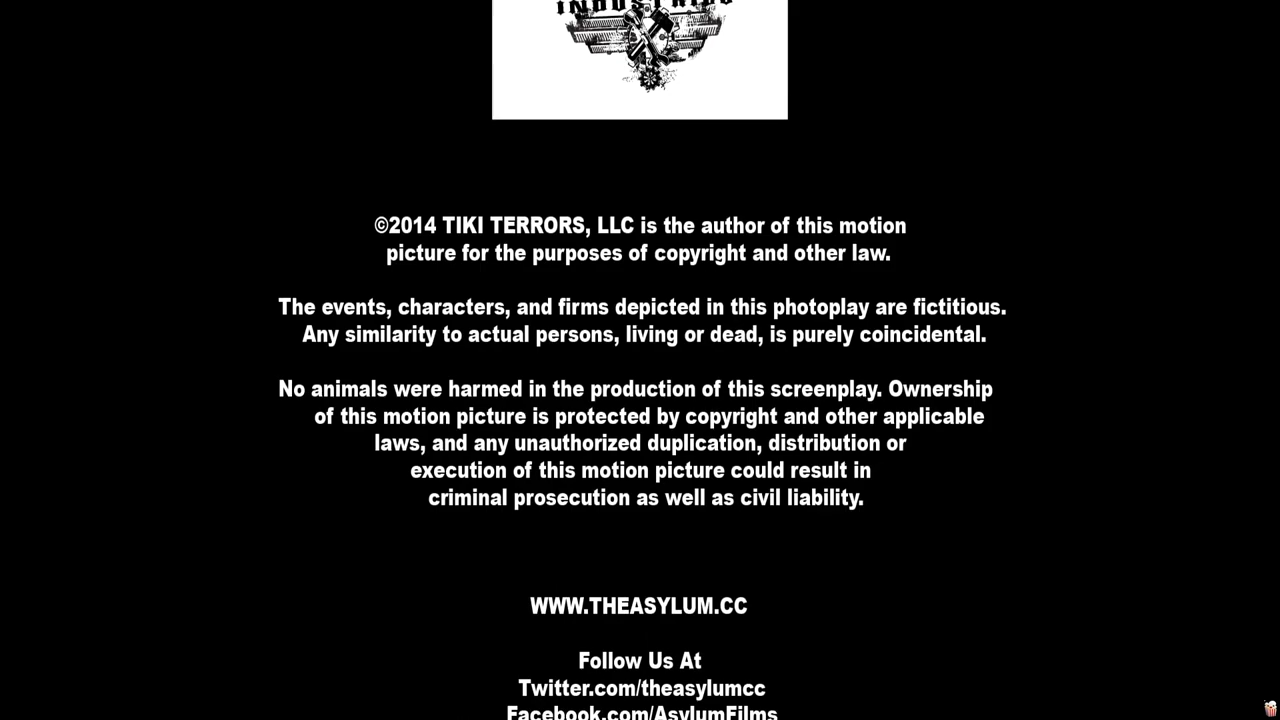 INDUSTRIES
©2014 TIKI TERRORS, LLC is the author of this motion
picture for the purposes of copyright and other law.
The events, characters, and firms depicted in this photoplay are fictitious.
Any similarity to actual persons, living or dead, is purely coincidental.
No animals were harmed in the production of this screenplay. Ownership
of this motion picture is protected by copyright and other applicable
laws, and any unauthorized duplication, distribution or
execution of this motion picture could result in
criminal prosecution as well as civil liability.
WWW.THEASYLUM.CC
Follow Us At
Twitter.com/theasylumcc
Facebook.com/AsylumFilms